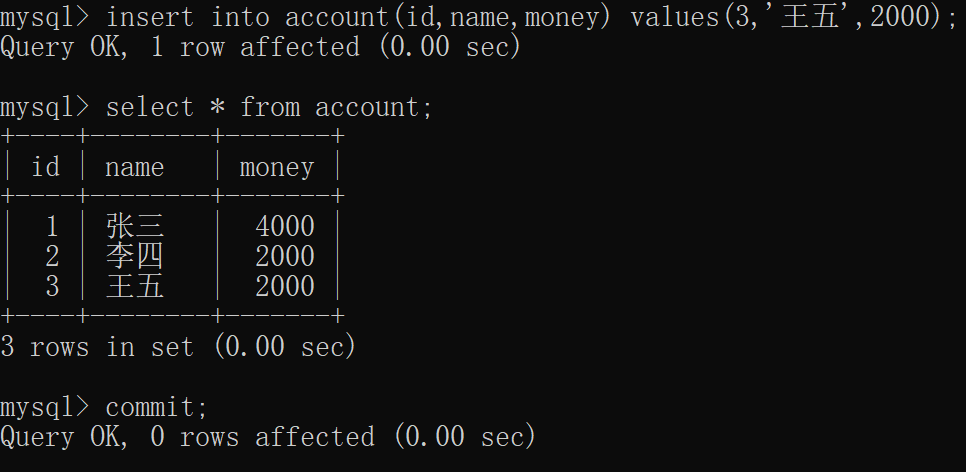 mysql> insert into account(id,name,money) values(3,'王五',2000);
Query OK, 1 row affected (0.00 sec)

mysql> select * from account;
+----+--------+-------+
| id | name   | money |
+----+--------+-------+
|  1 | 张三   |  4000 |
|  2 | 李四   |  2000 |
|  3 | 王五   |  2000 |
+----+--------+-------+
3 rows in set (0.00 sec)

mysql> commit;
Query OK, 0 rows affected (0.00 sec)